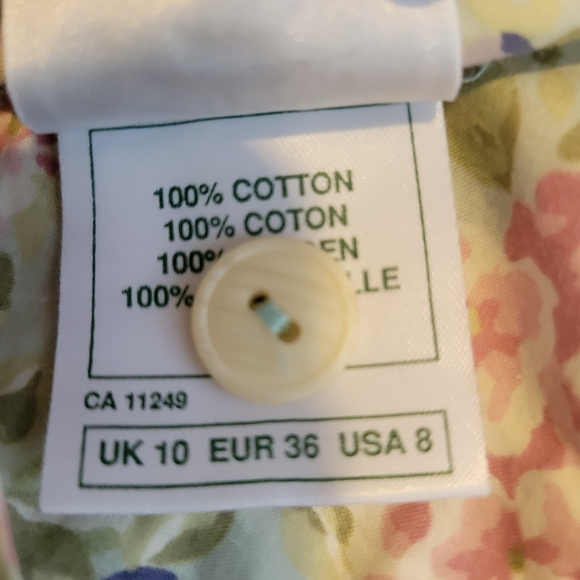 100% COTTON
100% COTON
100%
100%
CA 11249
UK 10 EUR 36 USA 8